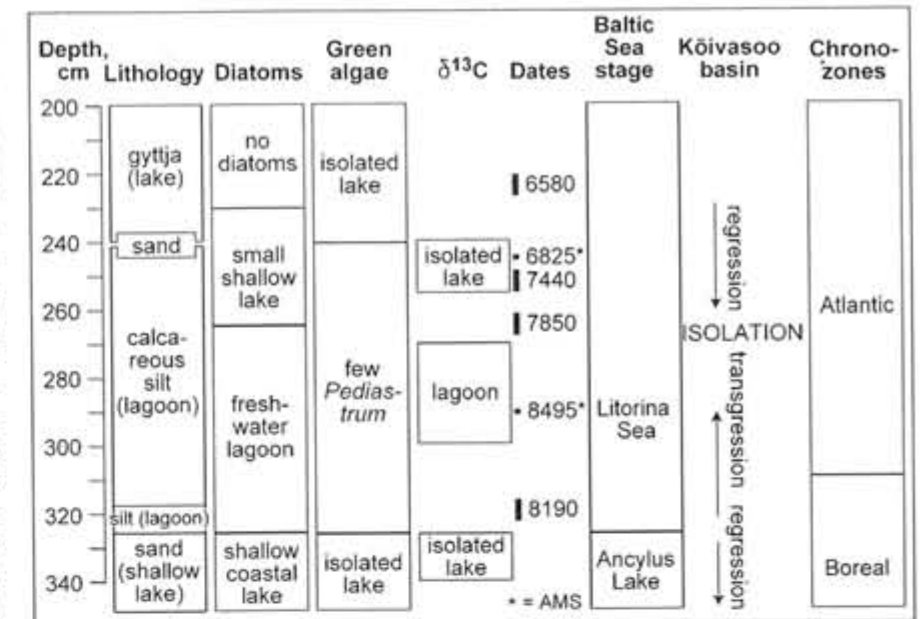 Depth, cm
Lithology
Diatoms
Green algae
δ¹³C
Dates
Baltic Sea stage
Kõivasoo basin
Chrono-zones
200
220
240
260
280
300
320
340
gyttja
(lake)
sand
calca-
reous
silt
(lagoon)
silt (lagoon)
sand
(shallow
lake)
no
diatoms
small
shallow
lake
fresh-
water
lagoon
shallow
coastal
lake
isolated
lake
few
Pedias-
trum
isolated
lake
isolated
lake
lagoon
isolated
lake
6580
6825*
7440
7850
8495*
8190
* = AMS
Litorina
Sea
Ancylus
Lake
regression
ISOLATION
transgression
regression
Atlantic
Boreal